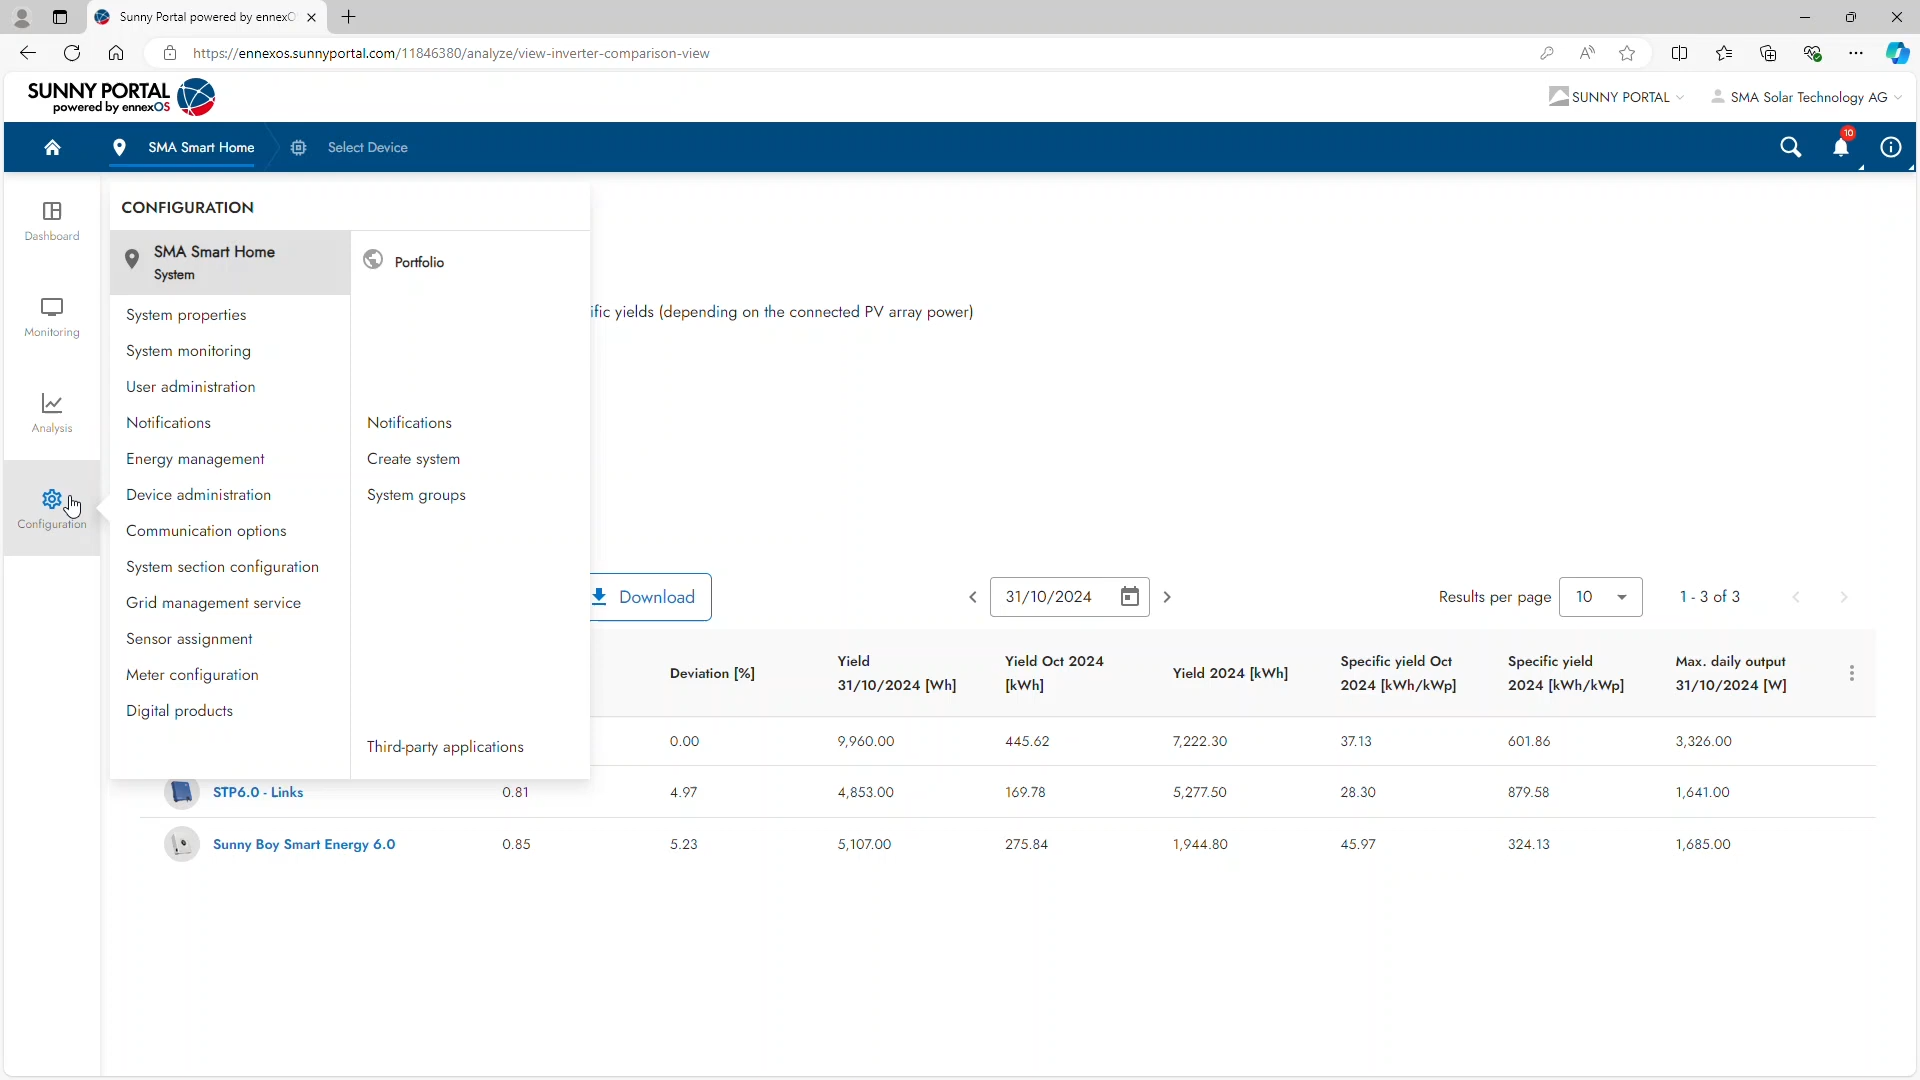 Sunny Portal powered by ennexO
https://ennexos.sunnyportal.com/11846380/analyze/view-inverter-comparison-view
SUNNY PORTAL
powered by ennexOS
SUNNY PORTAL
SMA Solar Technology AG
SMA Smart Home
Select Device
10
Dashboard
Monitoring
Analysis
Configuration
CONFIGURATION
SMA Smart Home
System
Portfolio
System properties
System monitoring
User administration
Notifications
Notifications
Energy management
Create system
Device administration
System groups
Communication options
System section configuration
Grid management service
Sensor assignment
Meter configuration
Digital products
Third-party applications
ific yields (depending on the connected PV array power)
Download
31/10/2024
Results per page
10
1 - 3 of 3
Deviation [%]
Yield
31/10/2024 [Wh]
Yield Oct 2024
[kWh]
Yield 2024 [kWh]
Specific yield Oct
2024 [kWh/kWp]
Specific yield
2024 [kWh/kWp]
Max. daily output
31/10/2024 [W]
0.00 9,960.00 445.62 7,222.30 37.13 601.86 3,326.00
STP6.0 - Links 0.81 4.97 4,853.00 169.78 5,277.50 28.30 879.58 1,641.00
Sunny Boy Smart Energy 6.0 0.85 5.23 5,107.00 275.84 1,944.80 45.97 324.13 1,685.00